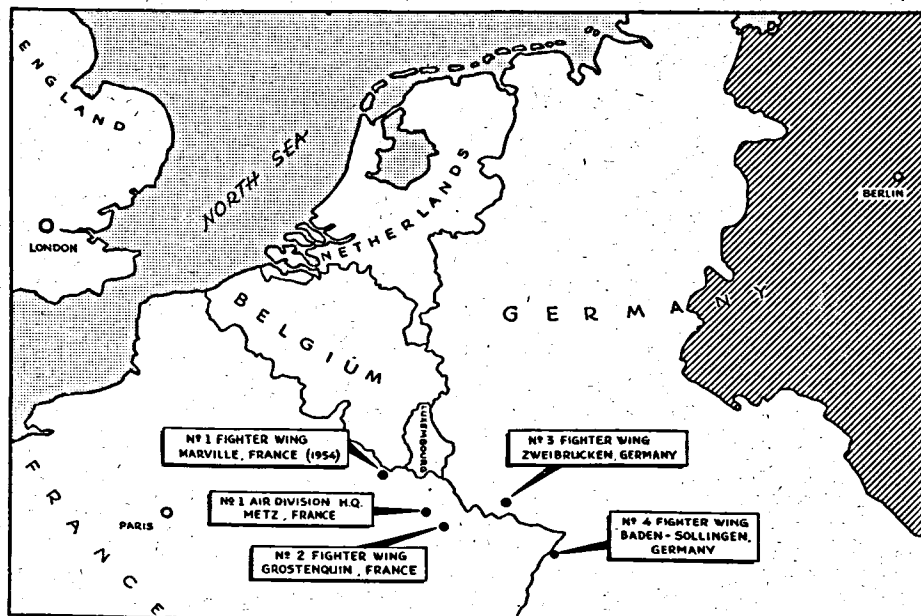 ENGLAND
NORTH SEA
LONDON
NETHERLANDS
BERLIN
BELGIUM
GERMANY
LUXEMBOURG
Nº 1 FIGHTER WING
MARVILLE, FRANCE (1954)
Nº 3 FIGHTER WING
ZWEIBRUCKEN, GERMANY
Nº 1 AIR DIVISION H.Q.
METZ, FRANCE
PARIS
FRANCE
Nº 2 FIGHTER WING
GROSTENQUIN, FRANCE
Nº 4 FIGHTER WING
BADEN-SOLLINGEN,
GERMANY